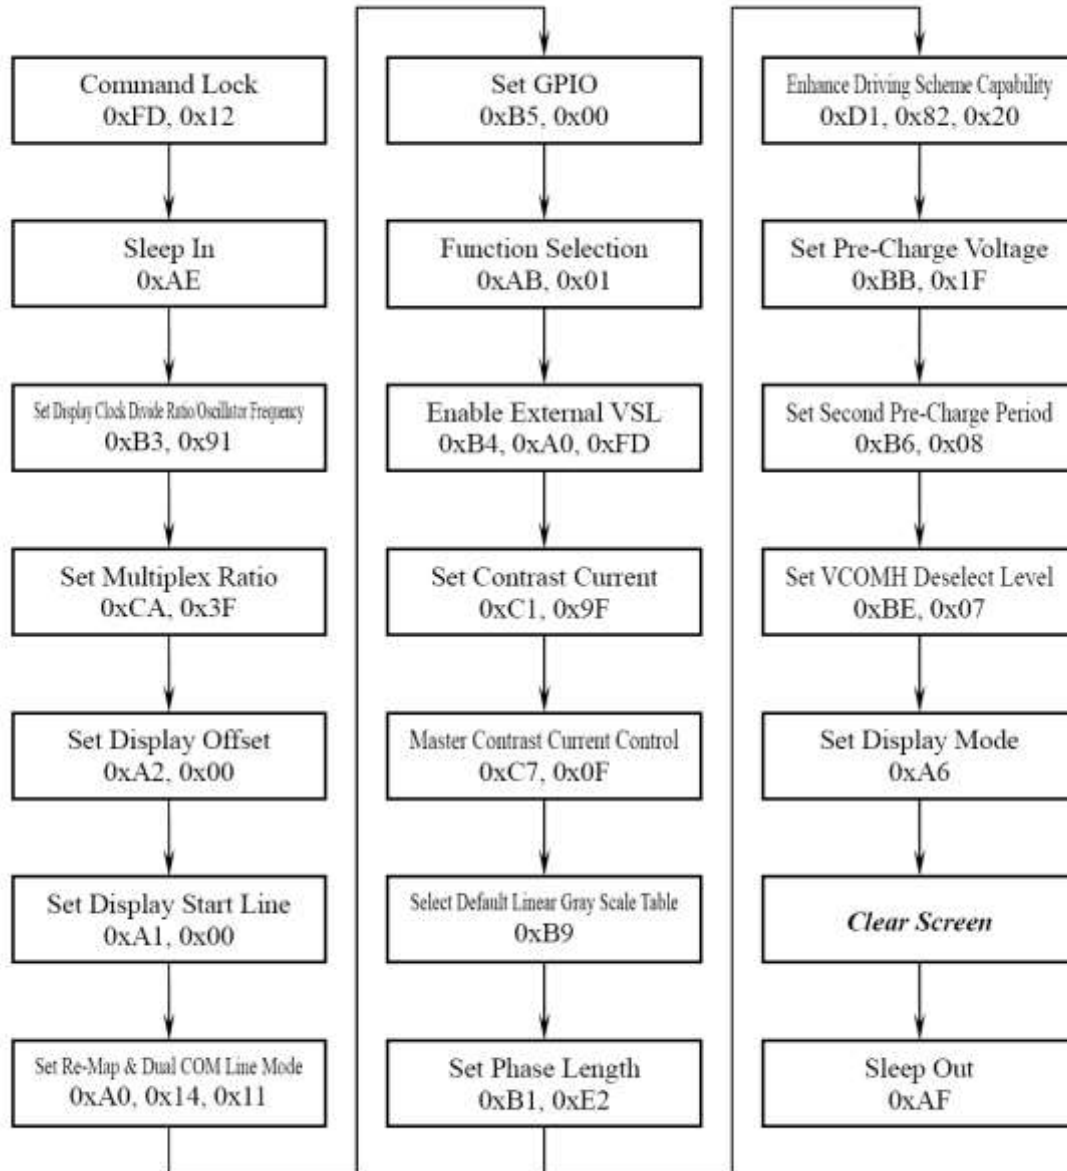 Command Lock
0xFD, 0x12
Sleep In
0xAE
Set Display Clock Divide Ratio/Oscillator Frequency
0xB3, 0x91
Set Multiplex Ratio
0xCA, 0x3F
Set Display Offset
0xA2, 0x00
Set Display Start Line
0xA1, 0x00
Set Re-Map & Dual COM Line Mode
0xA0, 0x14, 0x11
Set GPIO
0xB5, 0x00
Function Selection
0xAB, 0x01
Enable External VSL
0xB4, 0xA0, 0xFD
Set Contrast Current
0xC1, 0x9F
Master Contrast Current Control
0xC7, 0x0F
Select Default Linear Gray Scale Table
0xB9
Set Phase Length
0xB1, 0xE2
Enhance Driving Scheme Capability
0xD1, 0x82, 0x20
Set Pre-Charge Voltage
0xBB, 0x1F
Set Second Pre-Charge Period
0xB6, 0x08
Set VCOMH Deselect Level
0xBE, 0x07
Set Display Mode
0xA6
Clear Screen
Sleep Out
0xAF